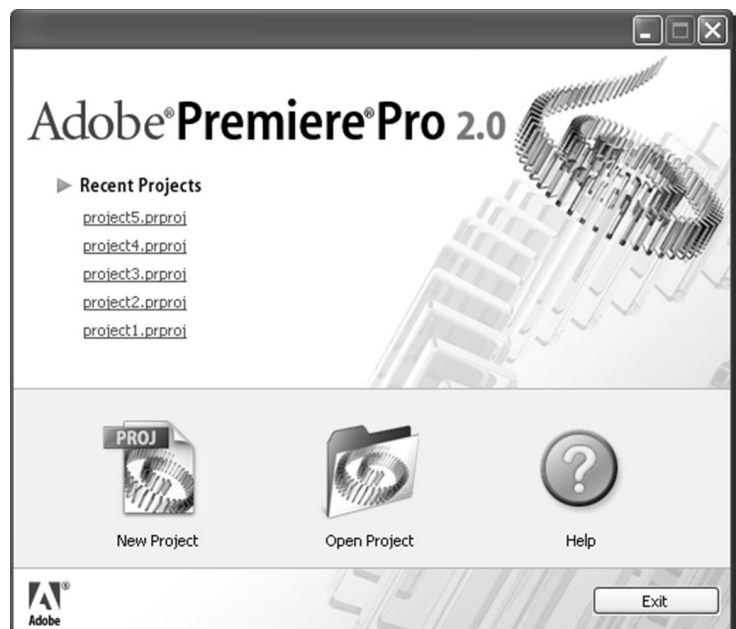 Adobe® Premiere® Pro 2.0
Recent Projects
project5.prproj
project4.prproj
project3.prproj
project2.prproj
project1.prproj
PROJ
New Project
Open Project
?
Help
®
Adobe
Exit